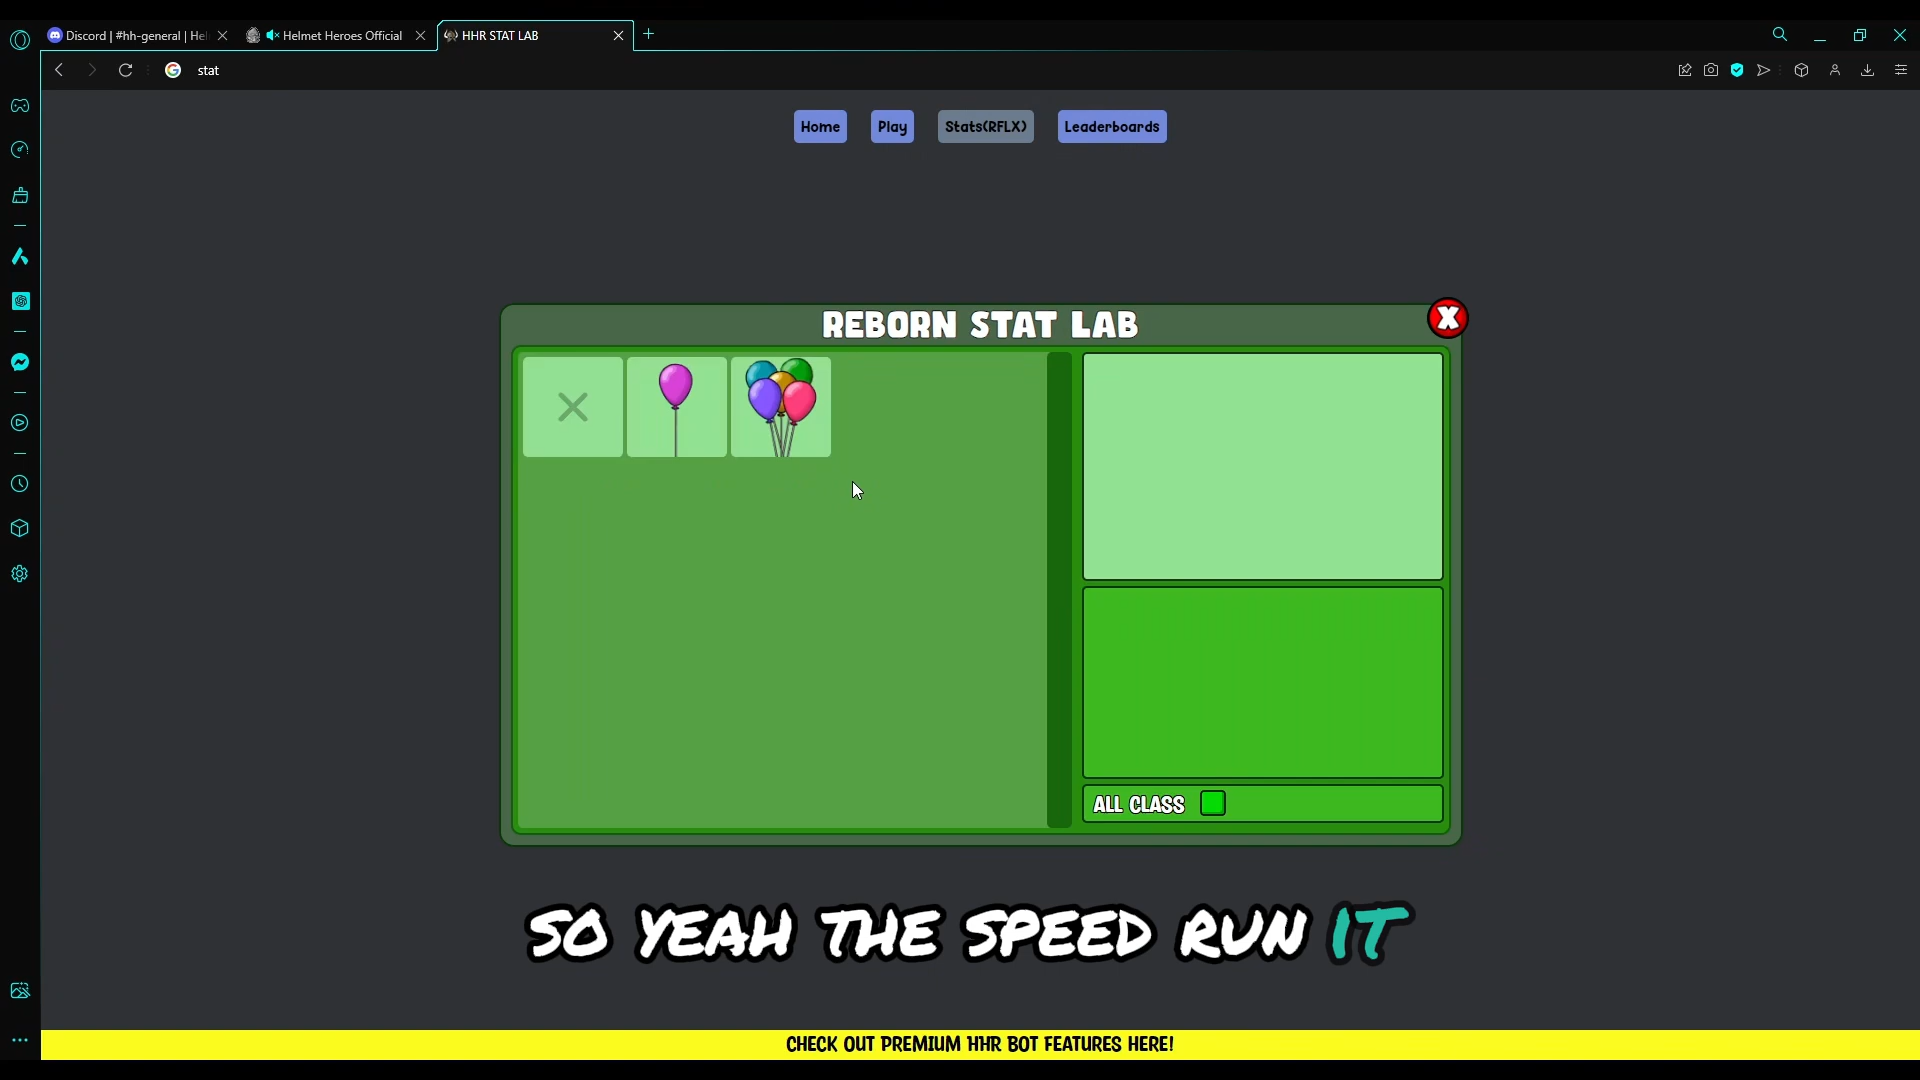 Discord | #hh-general | Hel
Helmet Heroes Official
HHR STAT LAB
stat
Home
Play
Stats(RFLX)
Leaderboards
REBORN STAT LAB
X
ALL CLASS
SO YEAH THE SPEED RUN IT
CHECK OUT PREMIUM HHR BOT FEATURES HERE!